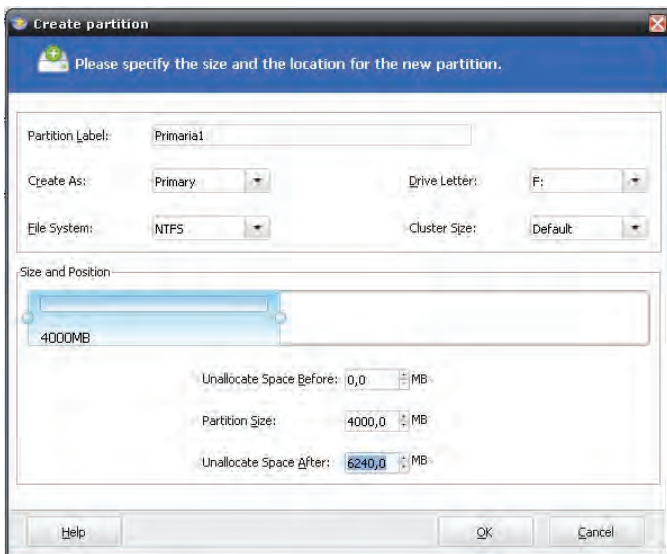 Create partition
Please specify the size and the location for the new partition.
Partition Label: Primaria1
Create As: Primary Drive Letter: F:
File System: NTFS Cluster Size: Default
Size and Position
4000MB
Unallocate Space Before: 0,0 MB
Partition Size: 4000,0 MB
Unallocate Space After: 6240,0 MB
Help OK Cancel